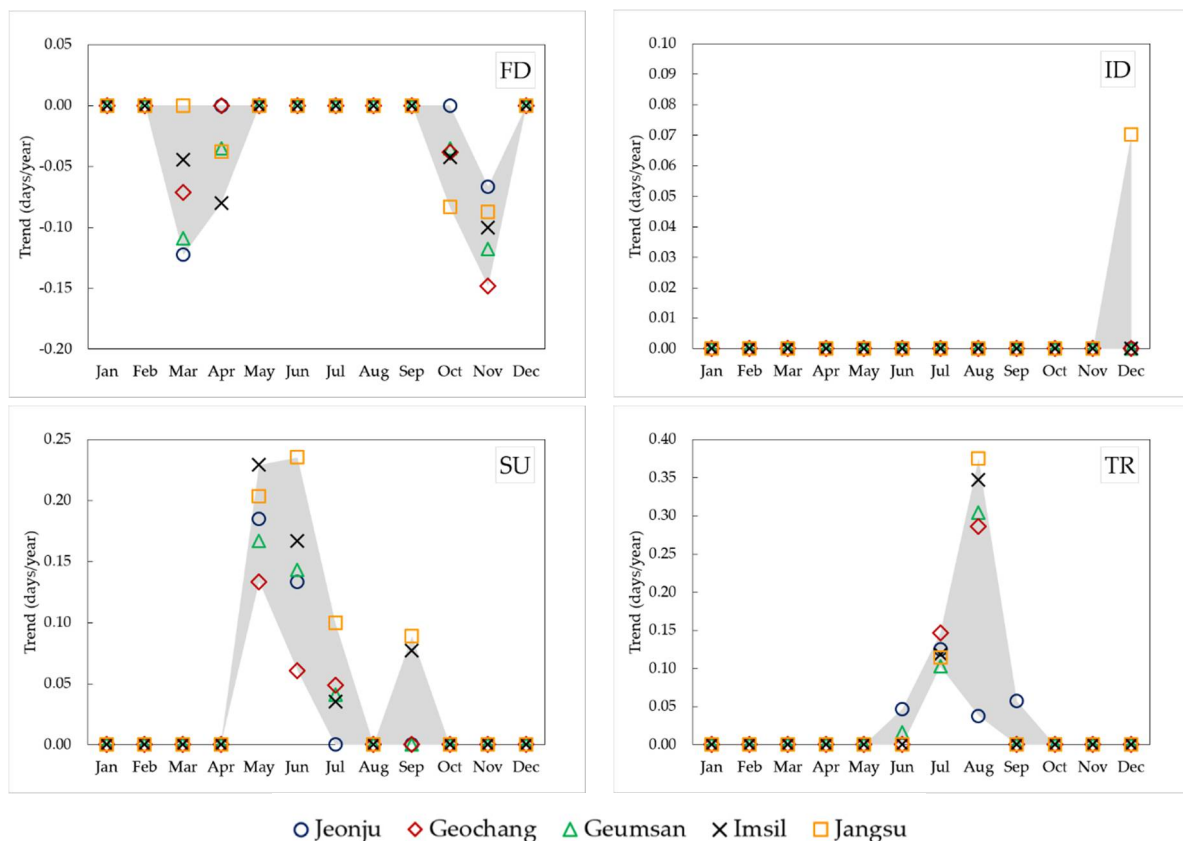 FD
Trend (days/year)
0.05
0.00
-0.05
-0.10
-0.15
-0.20
Jan Feb Mar Apr May Jun Jul Aug Sep Oct Nov Dec
ID
Trend (days/year)
0.10
0.09
0.08
0.07
0.06
0.05
0.04
0.03
0.02
0.01
0.00
Jan Feb Mar Apr May Jun Jul Aug Sep Oct Nov Dec
SU
Trend (days/year)
0.25
0.20
0.15
0.10
0.05
0.00
Jan Feb Mar Apr May Jun Jul Aug Sep Oct Nov Dec
TR
Trend (days/year)
0.40
0.35
0.30
0.25
0.20
0.15
0.10
0.05
0.00
Jan Feb Mar Apr May Jun Jul Aug Sep Oct Nov Dec
Jeonju Geochang Geumsan Imsil Jangsu